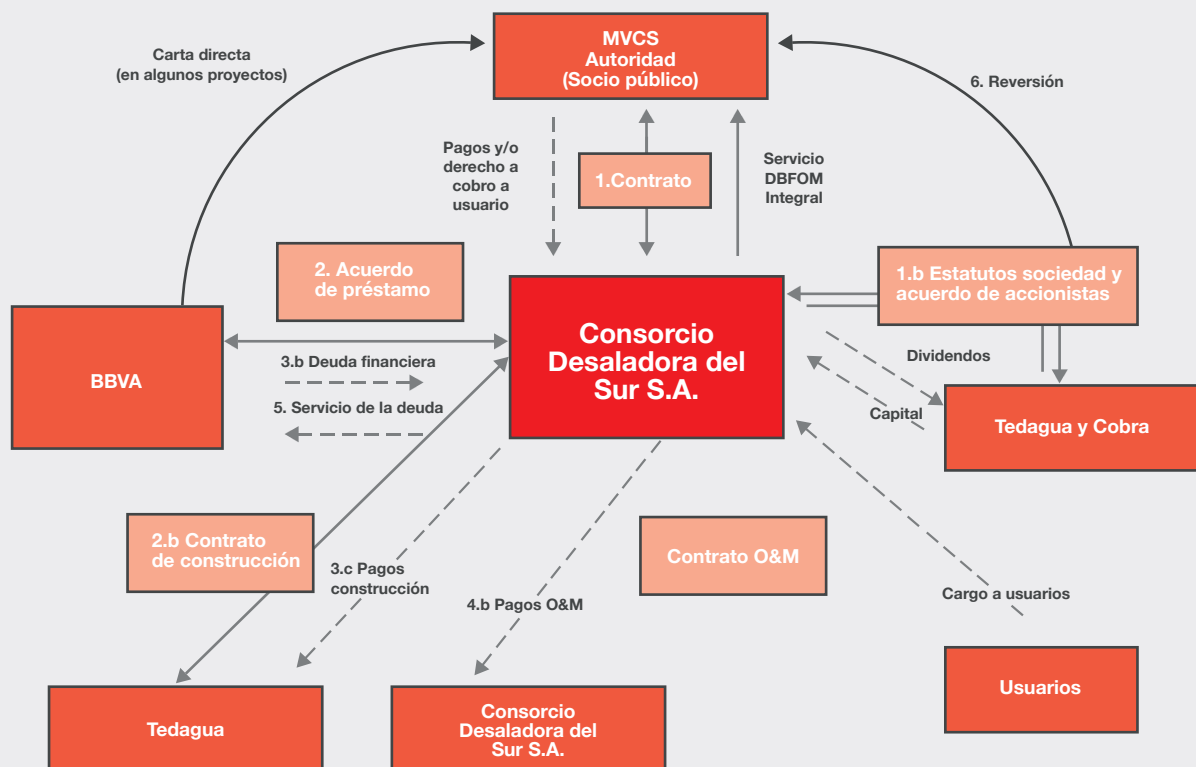 MVCS
Autoridad
(Socio público)
Carta directa
(en algunos proyectos)
6. Reversión
Pagos y/o
derecho a
cobro a
usuario
1.Contrato
Servicio
DBFOM
Integral
2. Acuerdo
de préstamo
1.b Estatutos sociedad y
acuerdo de accionistas
BBVA
3.b Deuda financiera
5. Servicio de la deuda
Consorcio
Desaladora del
Sur S.A.
Dividendos
Capital
Tedagua y Cobra
2.b Contrato
de construcción
3.c Pagos
construcción
4.b Pagos O&M
Contrato O&M
Cargo a usuarios
Tedagua
Consorcio
Desaladora del
Sur S.A.
Usuarios